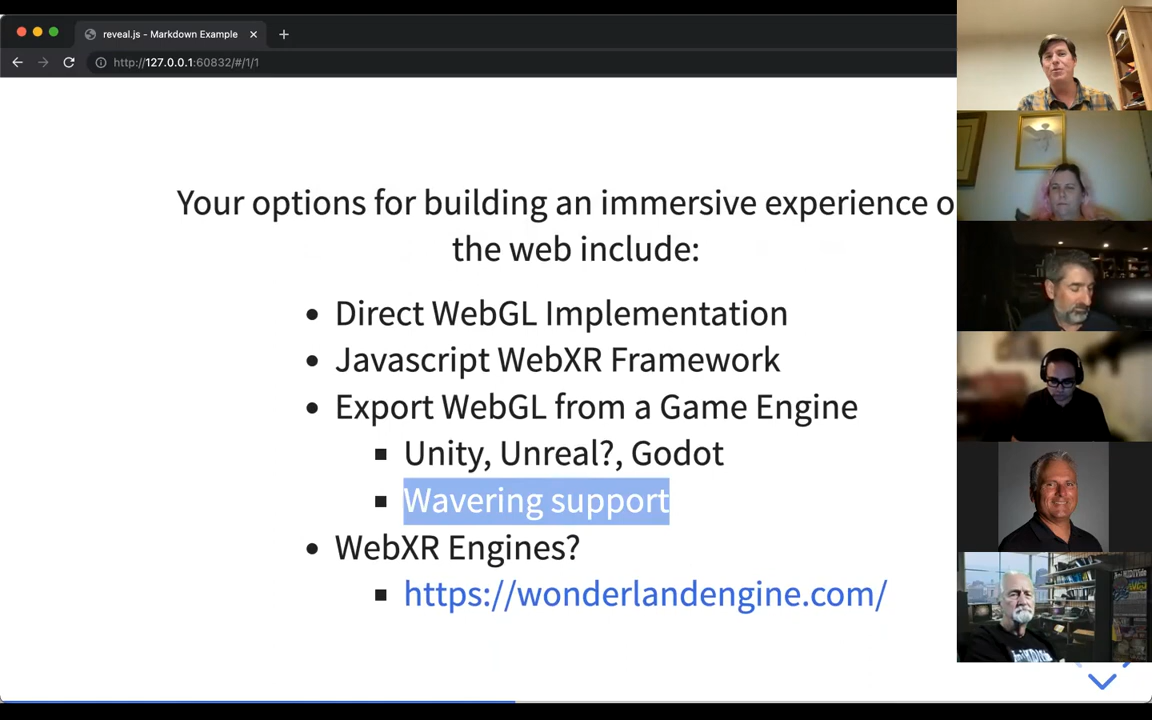 reveal.js - Markdown Example
http://127.0.0.1:60832/#/1/1
Your options for building an immersive experience o
the web include:
Direct WebGL Implementation
Javascript WebXR Framework
Export WebGL from a Game Engine
Unity, Unreal?, Godot
Wavering support
WebXR Engines?
https://wonderlandengine.com/